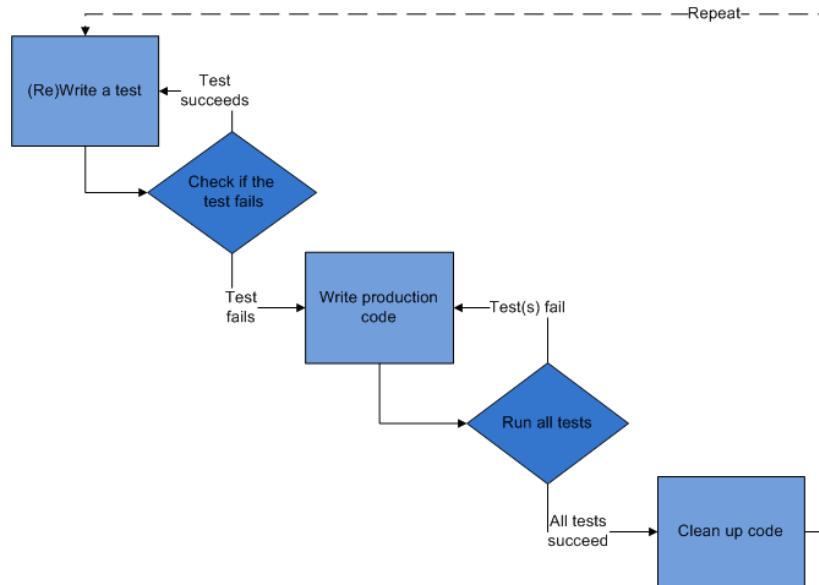 Repeat
(Re)Write a test
Test
succeeds
Check if the
test fails
Test
fails
Write production
code
Test(s) fail
Run all tests
All tests
succeed
Clean up code